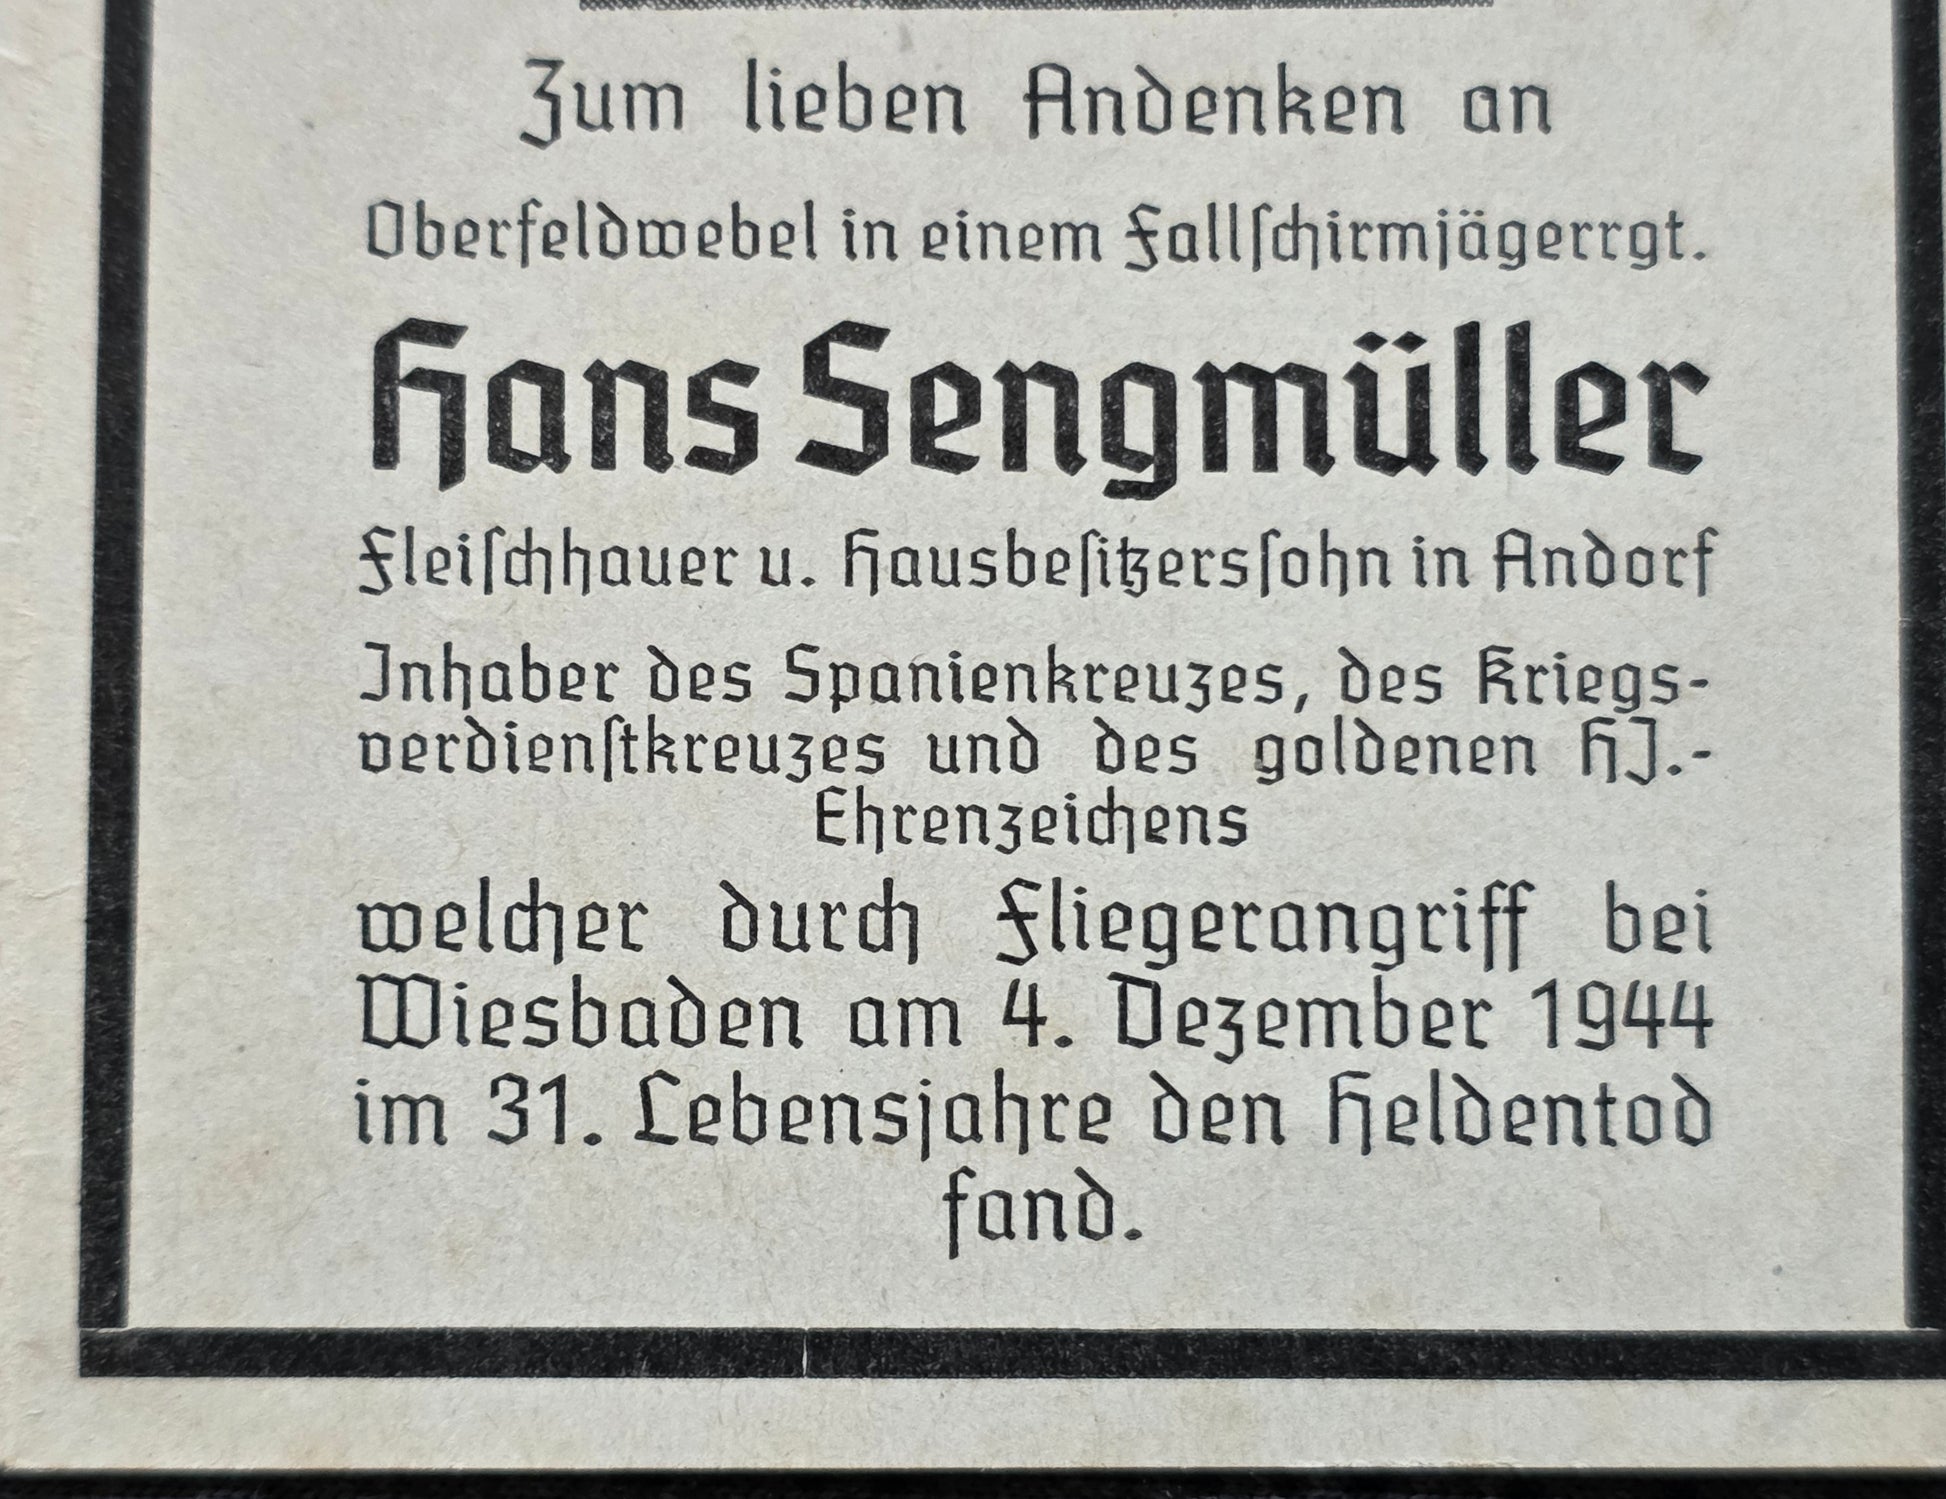 Zum lieben Andenken an
Oberfeldwebel in einem Fallſchirmjägerrgt.
Hans Sengmüller
Fleiſchhauer u. Hausbeſitzersſohn in Andorf
Inhaber des Spanienkreuzes, des Kriegs-
verdienſtkreuzes und des goldenen HJ.-
Ehrenzeichens
welcher durch Fliegerangriff bei
Wiesbaden am 4. Dezember 1944
im 31. Lebensjahre den Heldentod
fand.